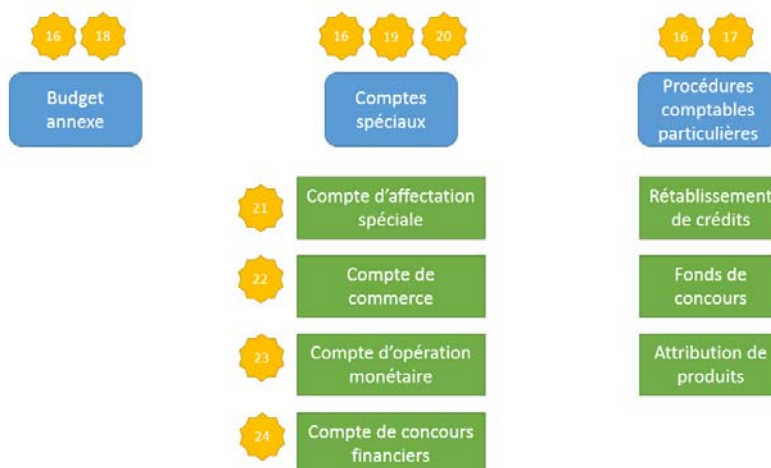 16 18
Budget
annexe
16 19 20
Comptes
spéciaux
16 17
Procédures
comptables
particulières
21
Compte d'affectation
spéciale
22
Compte de
commerce
23
Compte d'opération
monétaire
24
Compte de concours
financiers
Rétablissement
de crédits
Fonds de
concours
Attribution de
produits